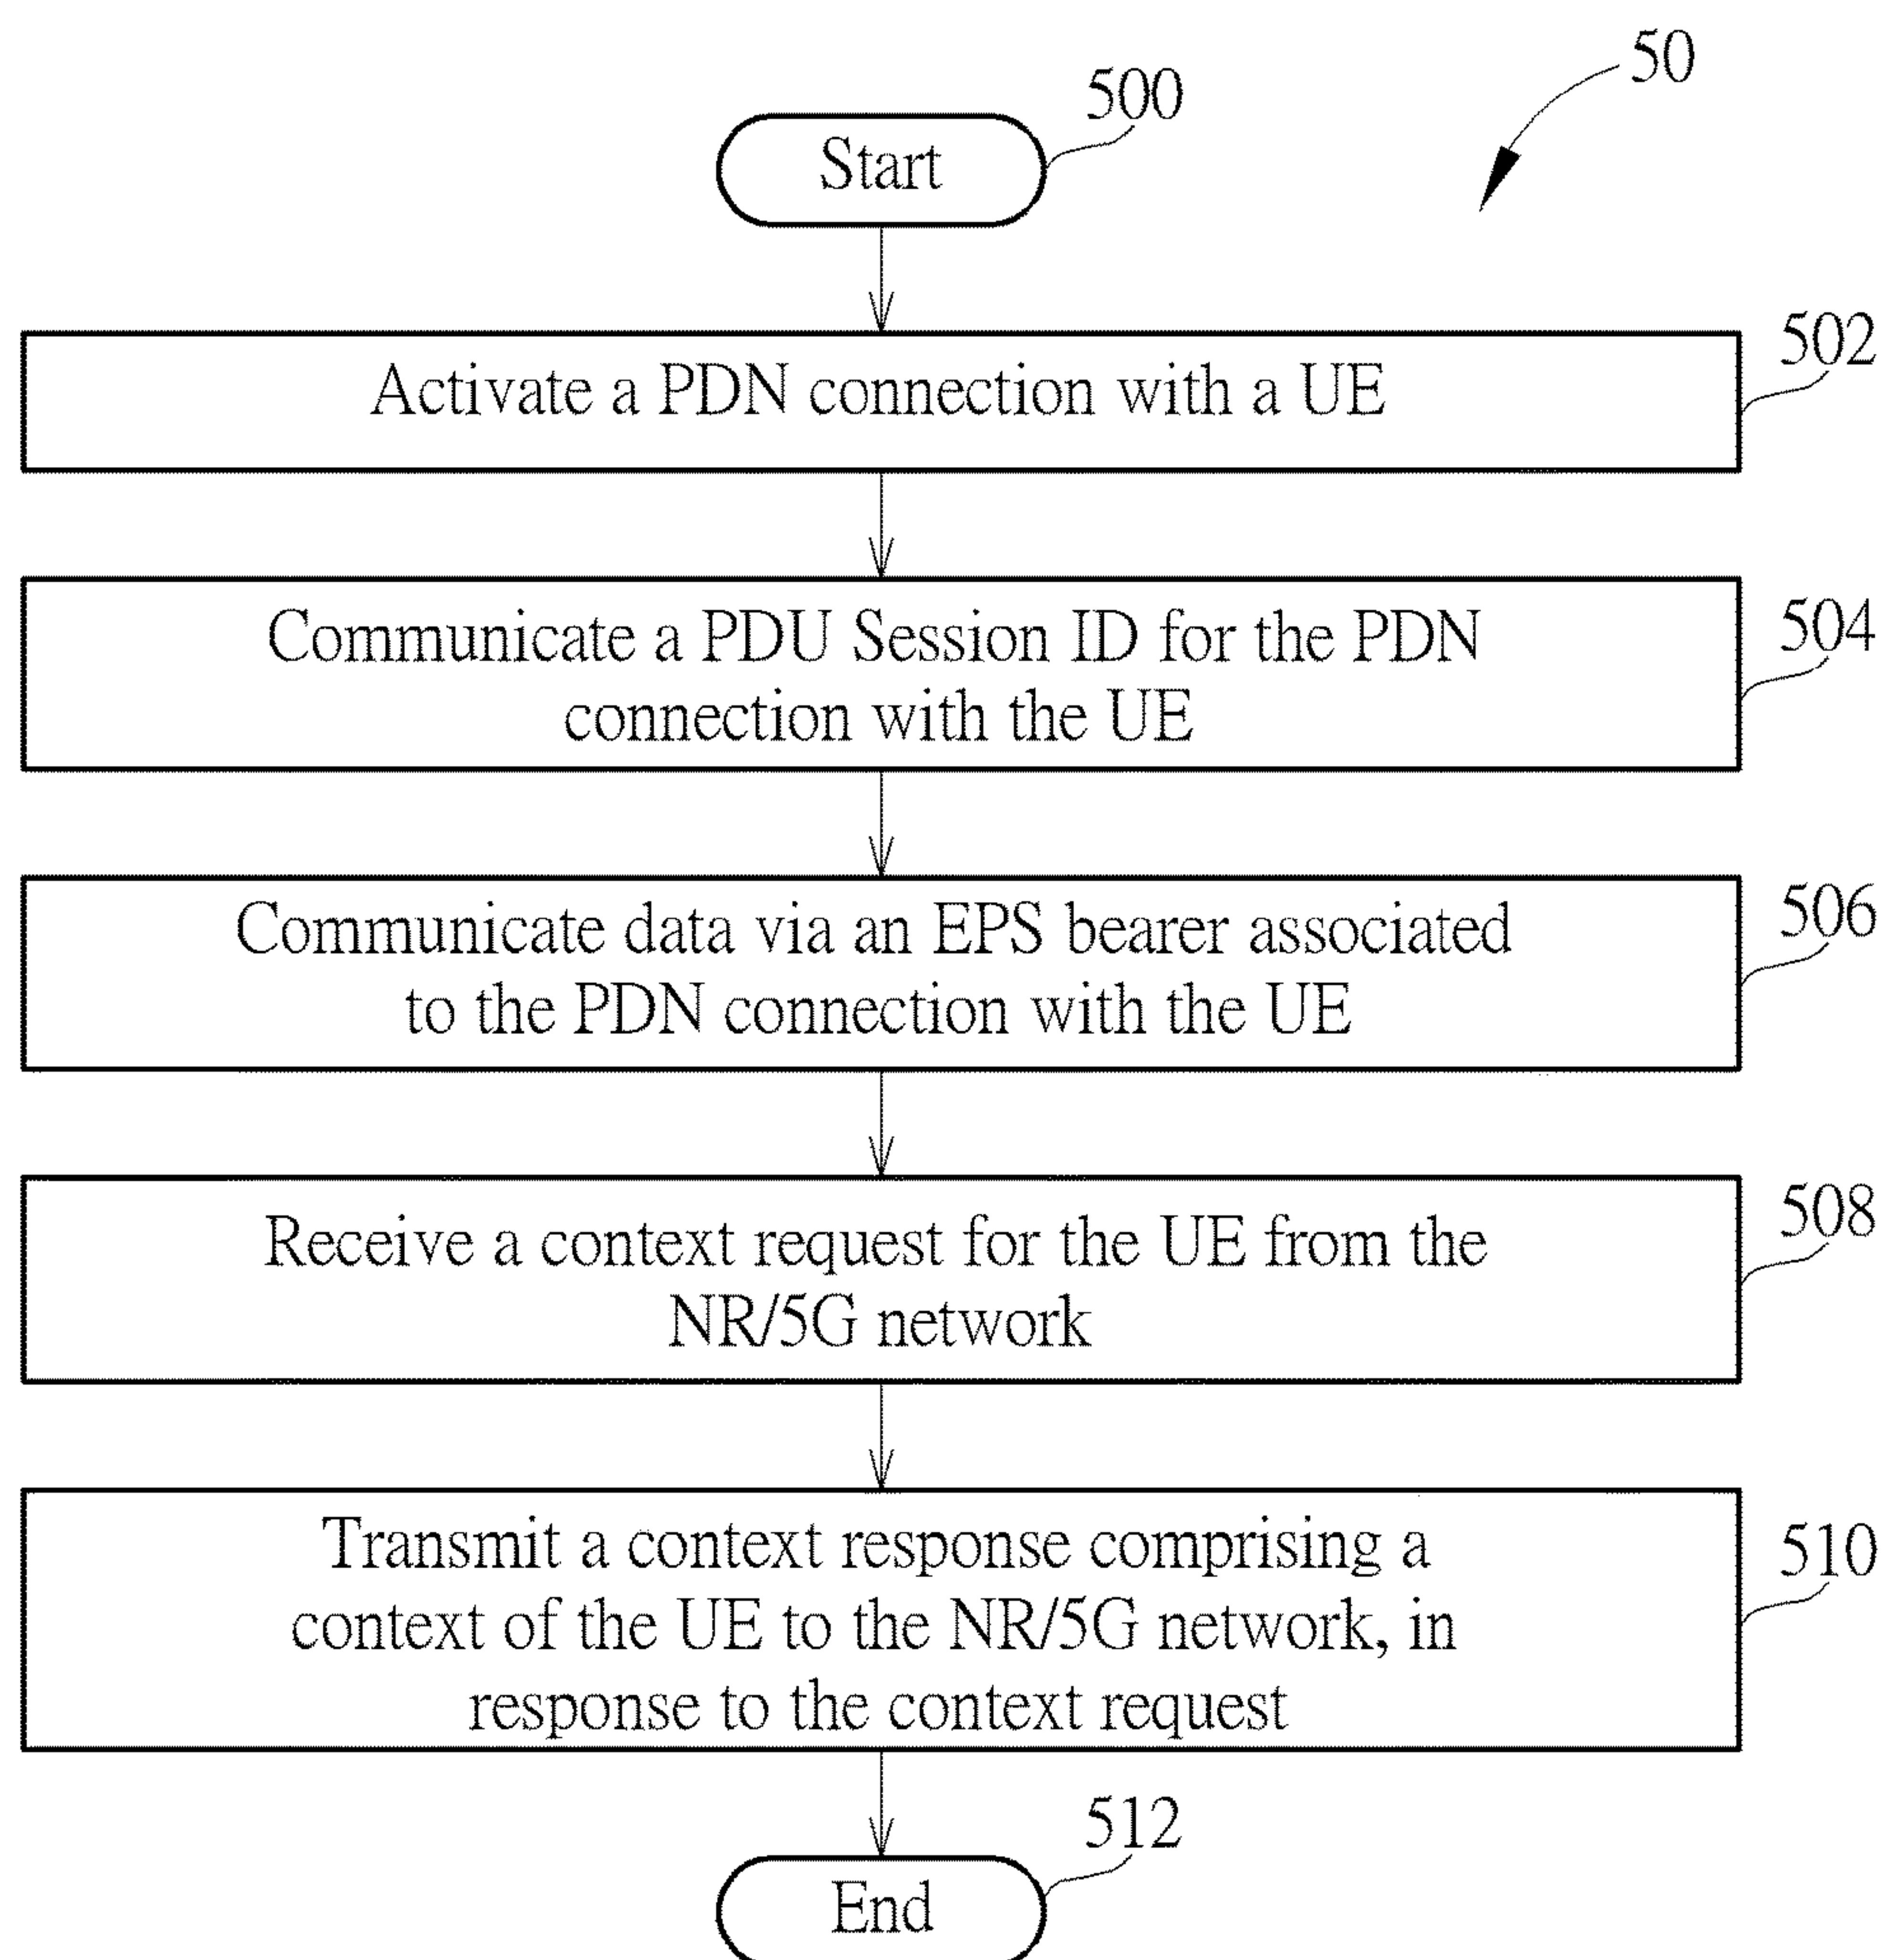 50
500
Start
502
Activate a PDN connection with a UE
504
Communicate a PDU Session ID for the PDN
connection with the UE
506
Communicate data via an EPS bearer associated
to the PDN connection with the UE
508
Receive a context request for the UE from the
NR/5G network
510
Transmit a context response comprising a
context of the UE to the NR/5G network, in
response to the context request
512
End